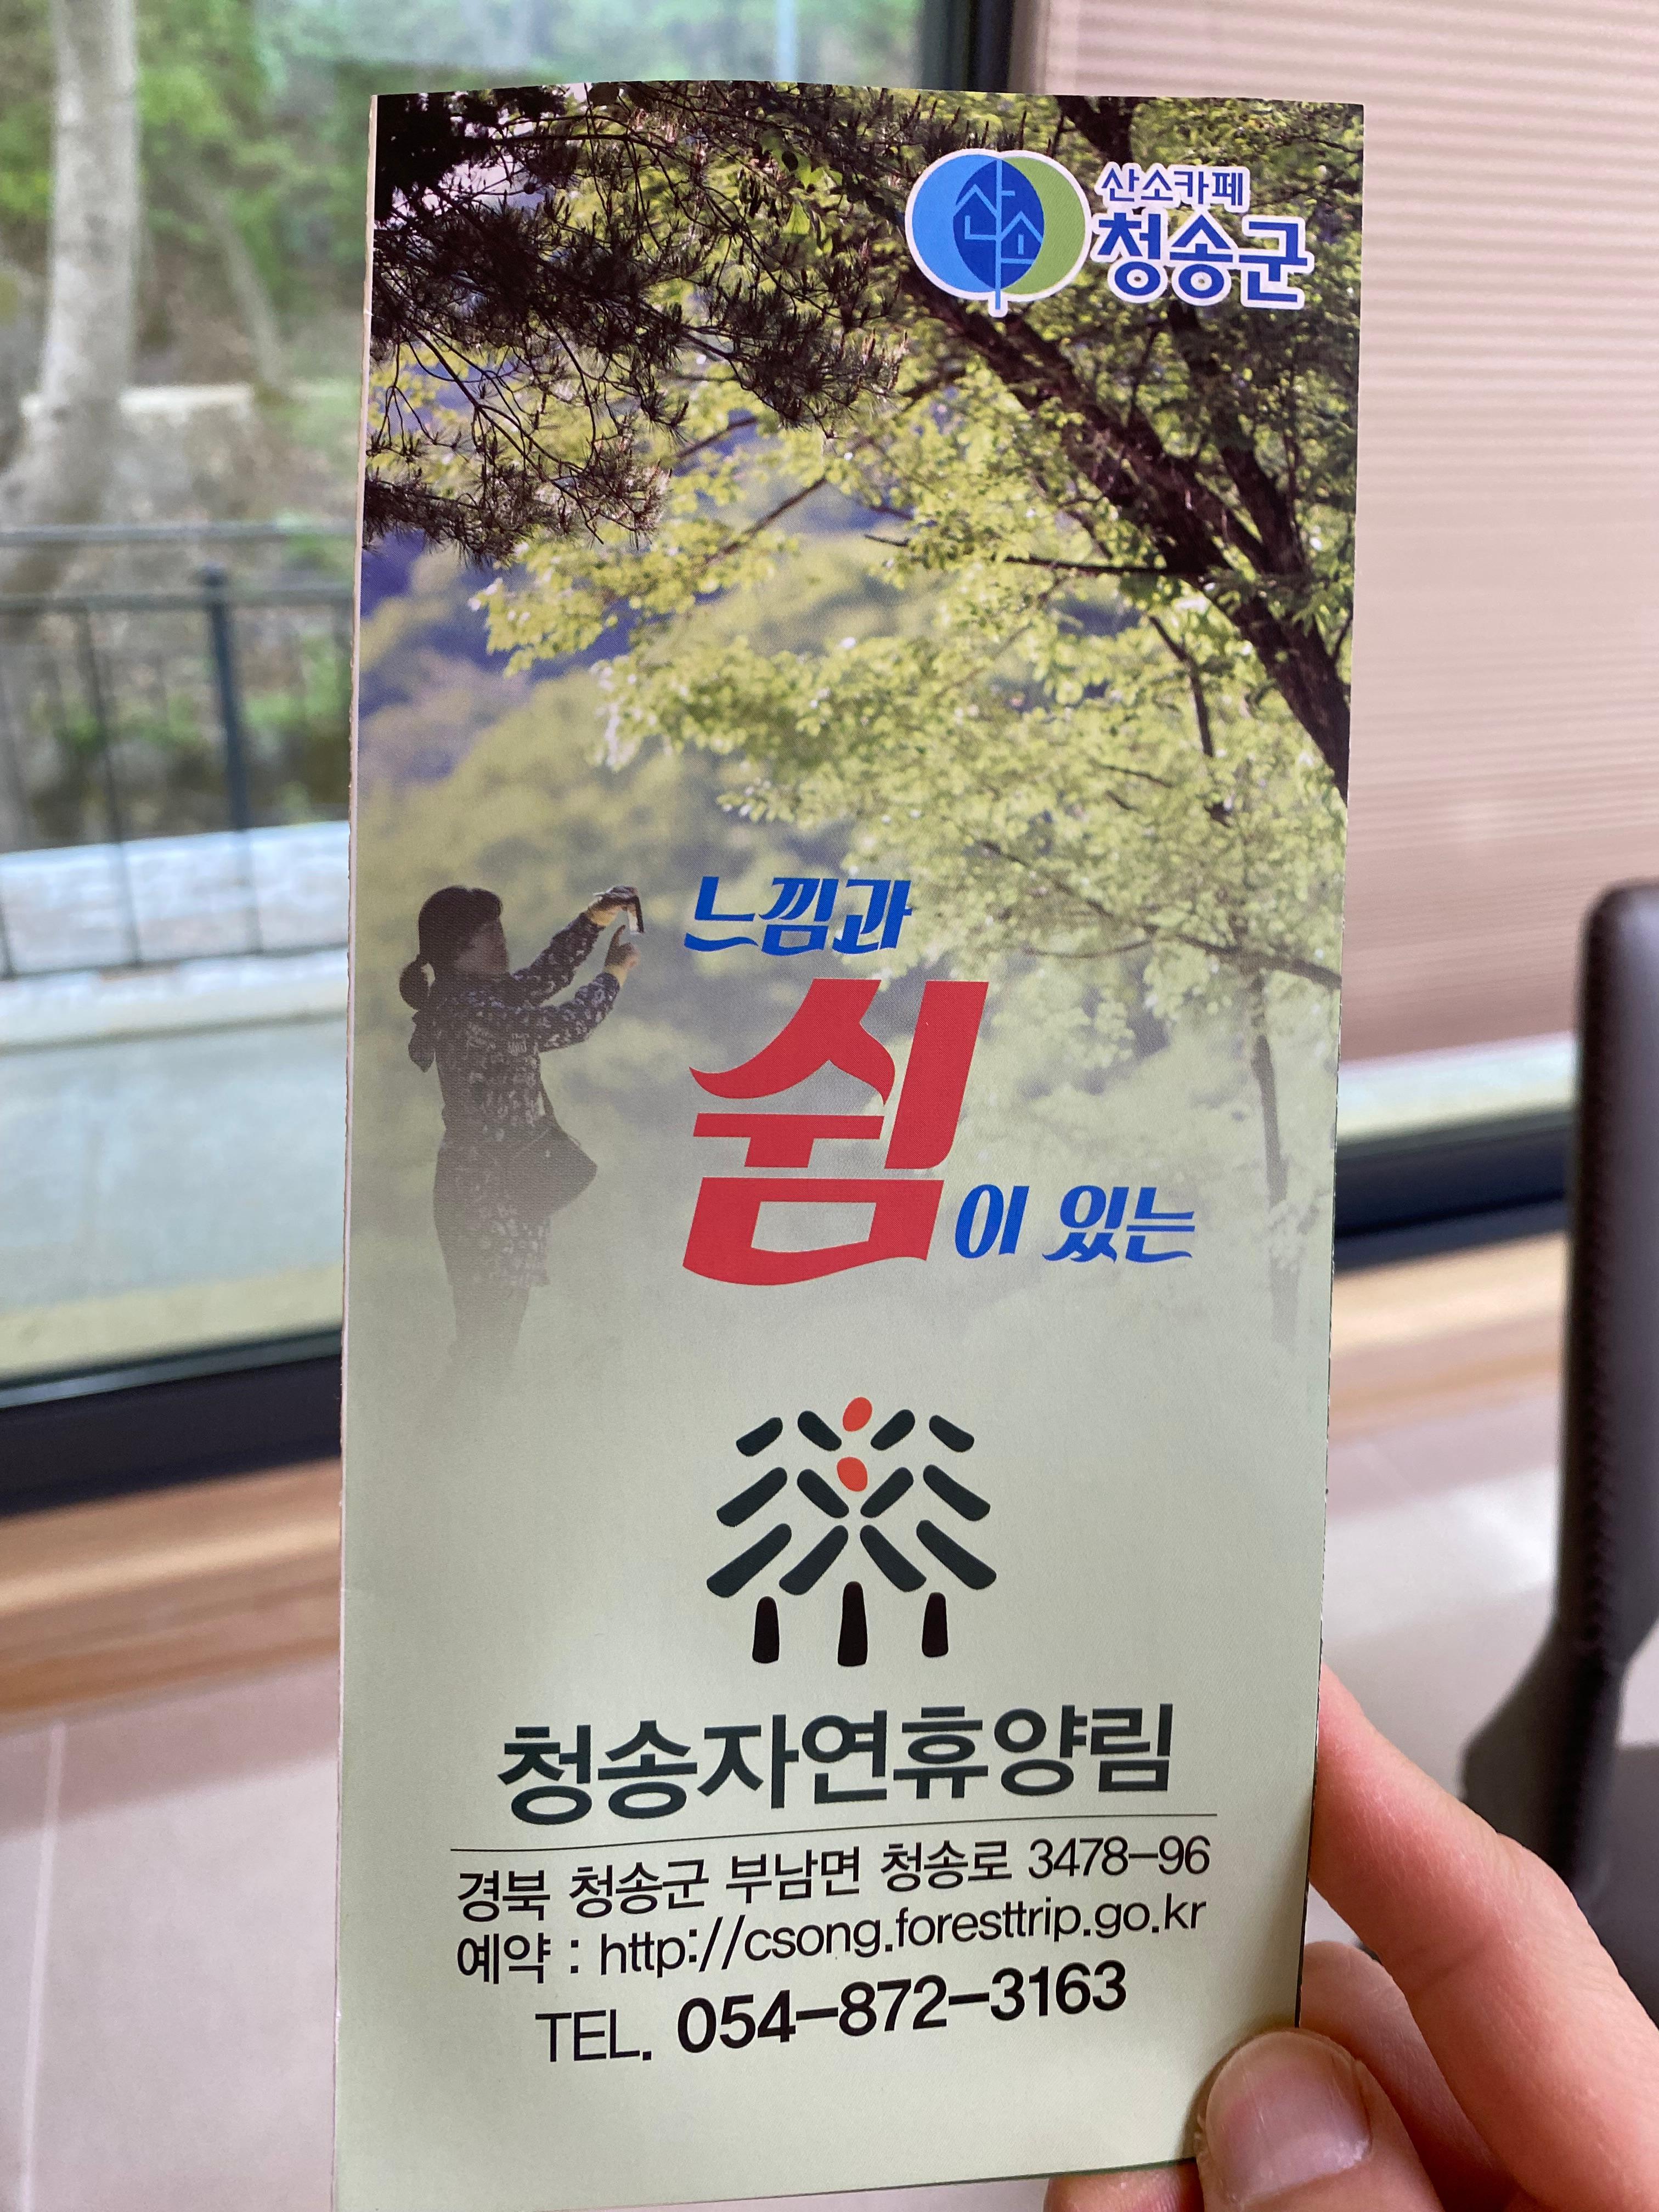 산소
산소카페
청송군
느낌과
쉼이 있는
청송자연휴양림
경북 청송군 부남면 청송로 3478-96
예약 : http://csong.foresttrip.go.kr
TEL. 054-872-3163